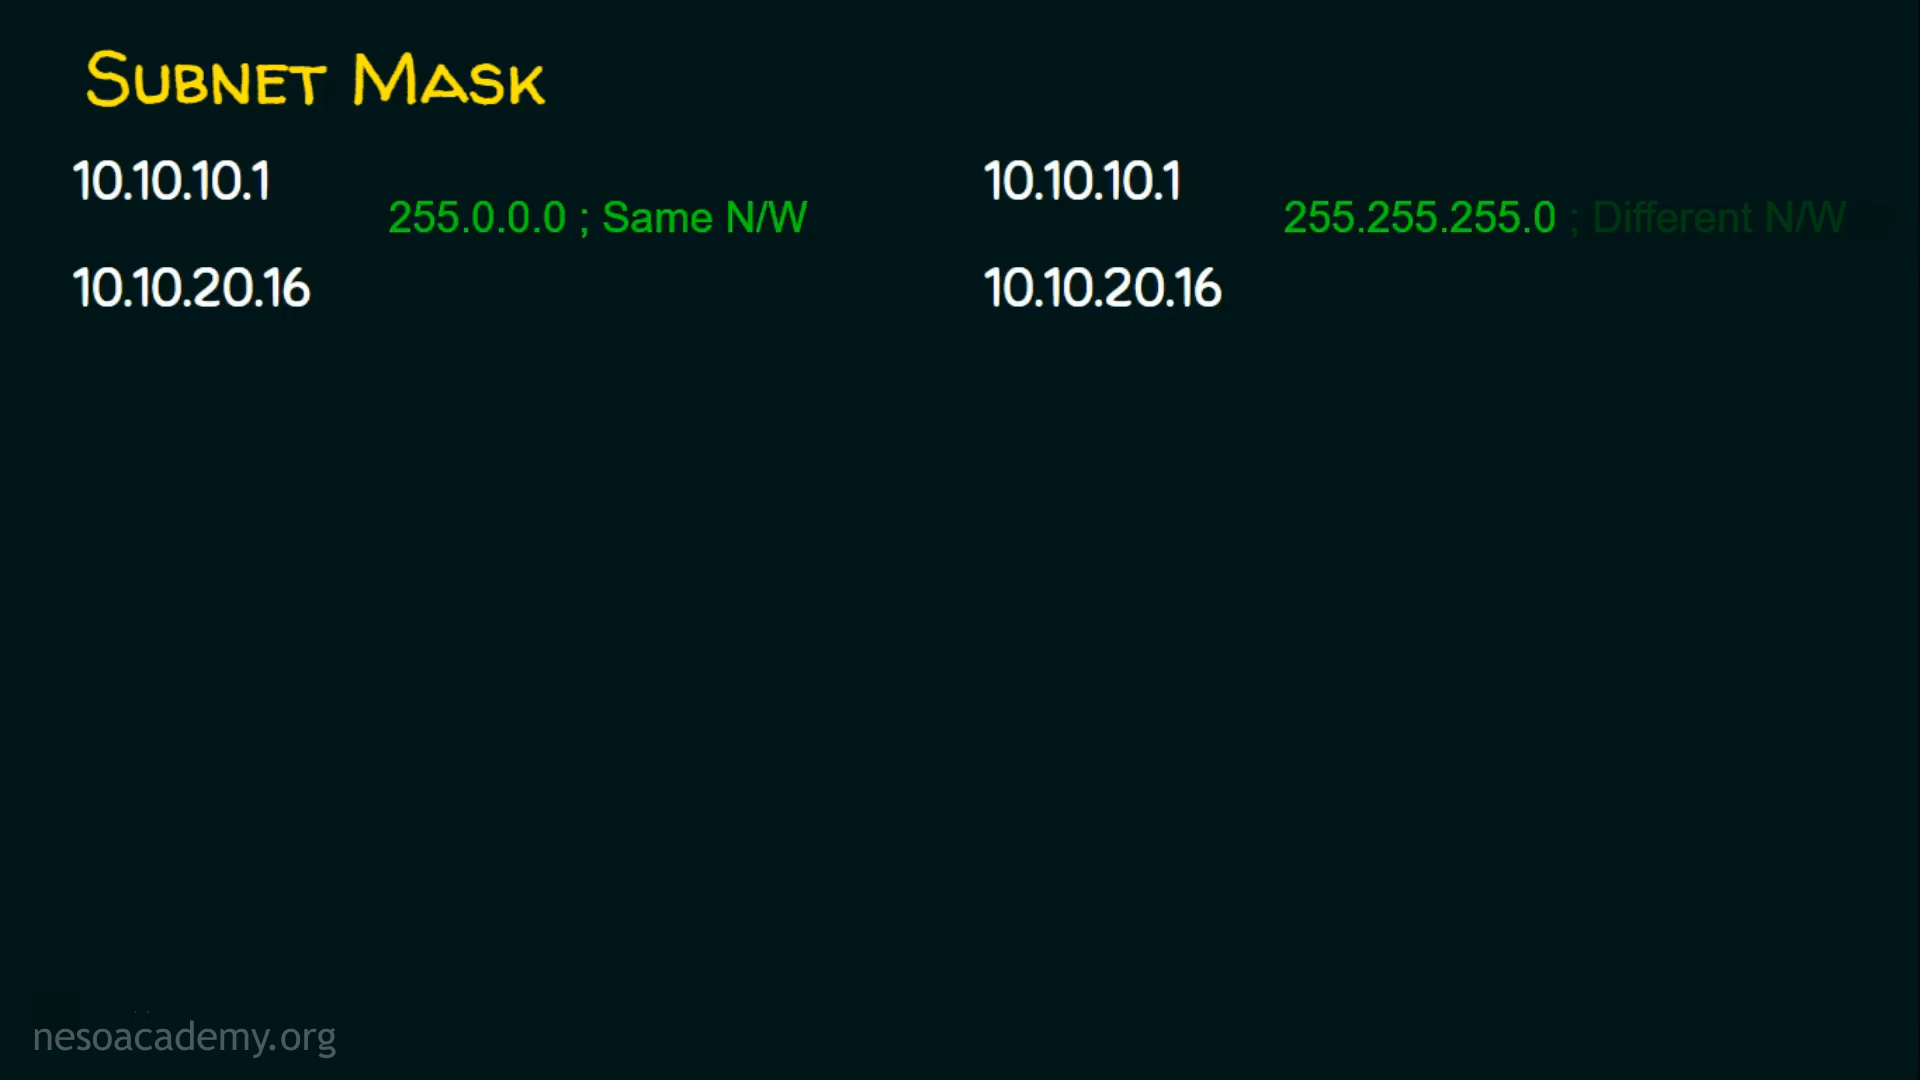 Subnet Mask
10.10.10.1
255.0.0.0 ; Same N/W
10.10.20.16
10.10.10.1
255.255.255.0 ; Different N/W
10.10.20.16
nesoacademy.org